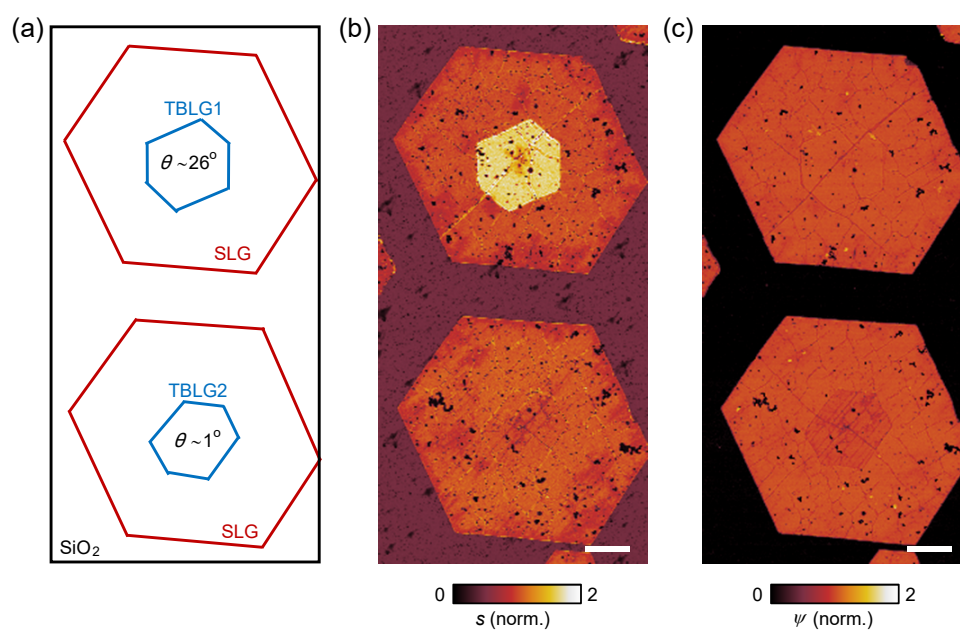 (a)
(b)
(c)
TBLG1
θ ~26°
SLG
TBLG2
θ ~1°
SLG
SiO₂
0 2
s (norm.)
0 2
ψ (norm.)